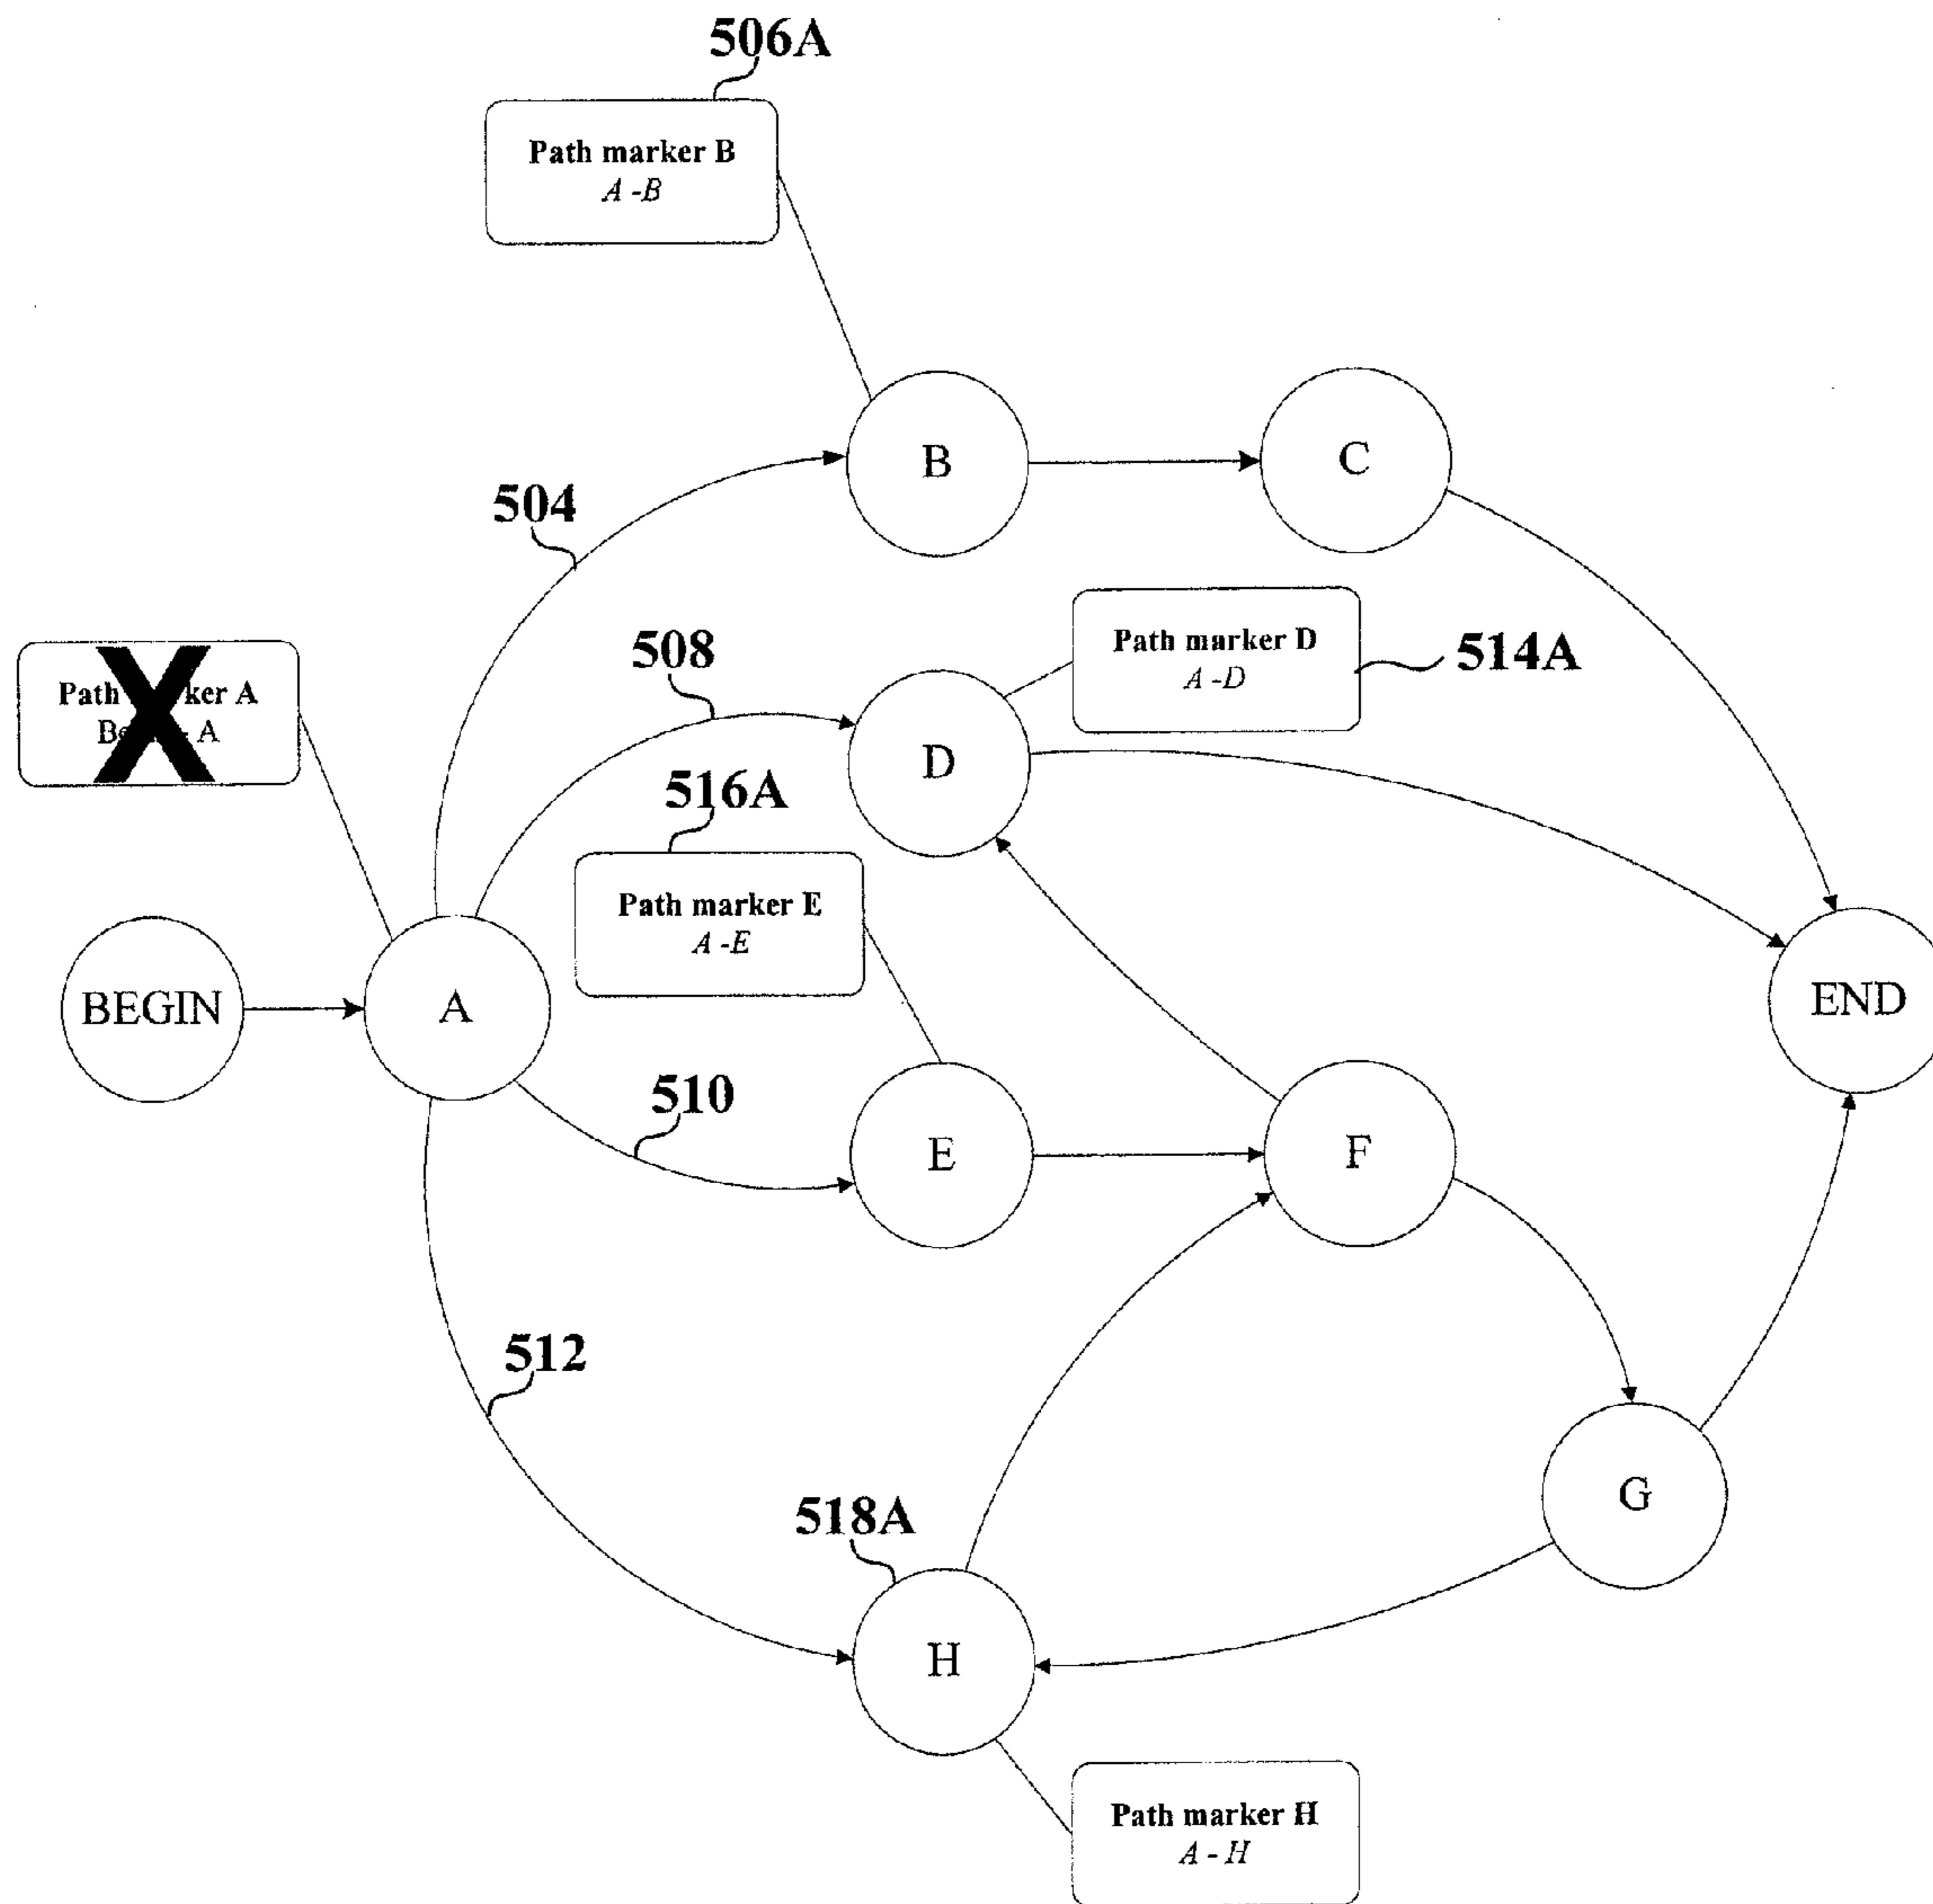 506A
Path marker B
A - B
B
C
504
508
Path marker D
A - D
514A
Path ker A
A
D
516A
Path marker E
A - E
BEGIN
A
END
510
E
F
512
518A
G
H
Path marker H
A - H